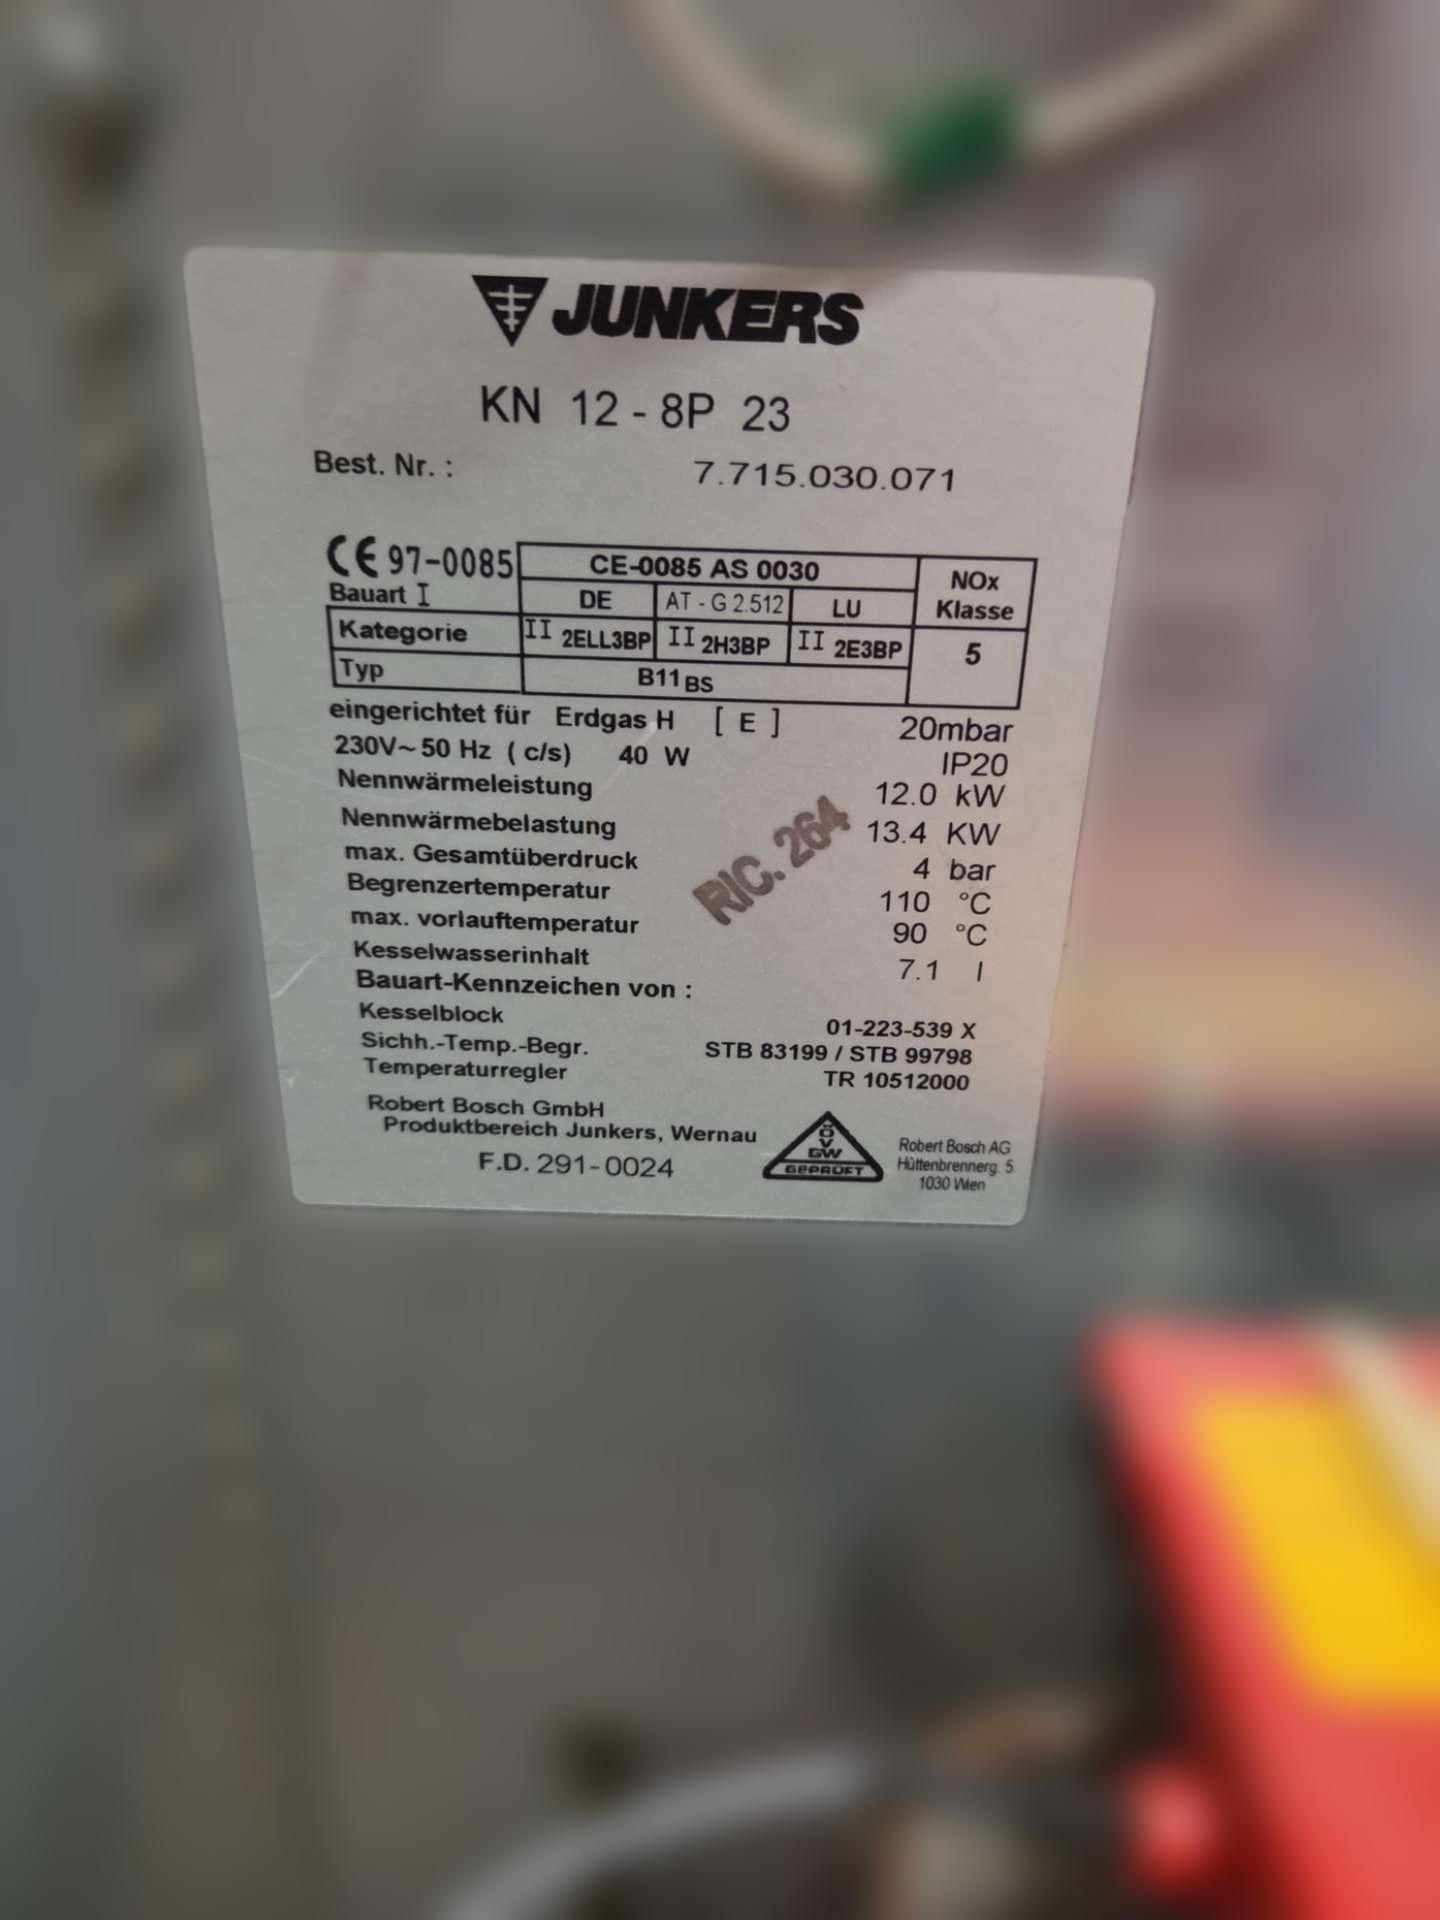 JUNKERS
KN 12 - 8P 23
Best. Nr. : 7.715.030.071
CE 97-0085 CE-0085 AS 0030 NOx
Bauart I DE AT - G 2.512 LU Klasse
Kategorie II 2ELL3BP II 2H3BP II 2E3BP 5
Typ B11 BS
eingerichtet für Erdgas H [ E ] 20mbar
230V~ 50 Hz ( c/s) 40 W IP20
Nennwärmeleistung 12.0 kW
Nennwärmebelastung 13.4 KW
max. Gesamtüberdruck 4 bar
Begrenzertemperatur 110 °C
max. vorlauftemperatur 90 °C
Kesselwasserinhalt 7.1 l
RIC. 264
Bauart-Kennzeichen von :
Kesselblock 01-223-539 X
Sichh.-Temp.-Begr. STB 83199 / STB 99798
Temperaturregler TR 10512000
Robert Bosch GmbH
Produktbereich Junkers, Wernau
F.D. 291-0024
Ö
V
GW
GEPRÜFT
Robert Bosch AG
Hüttenbrennerg. 5
1030 Wien